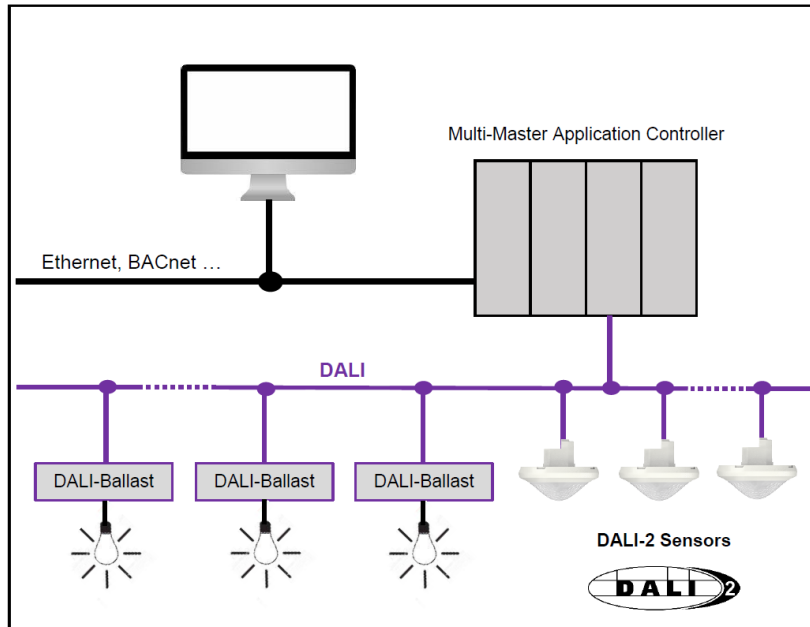 Multi-Master Application Controller
Ethernet, BACnet ...
DALI
DALI-Ballast DALI-Ballast DALI-Ballast
DALI-2 Sensors
DALI 2